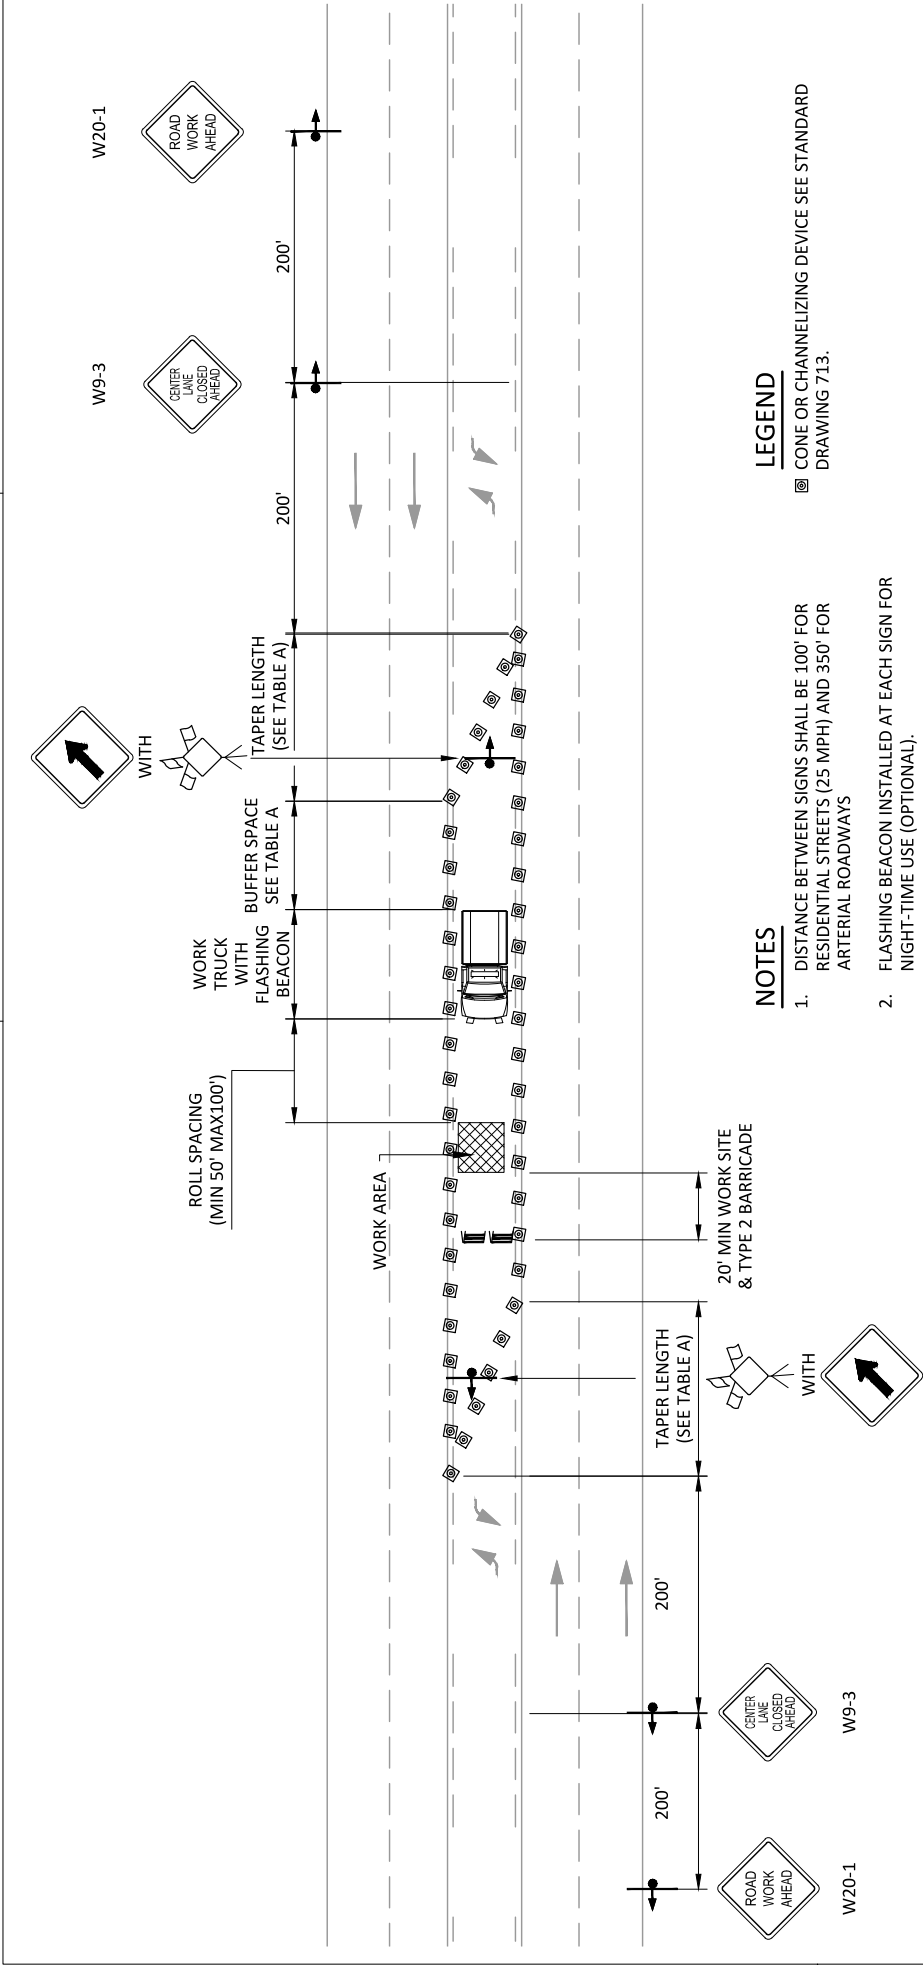 W20-1
ROAD
WORK
AHEAD
W9-3
CENTER
LANE
CLOSED
AHEAD
200'
200'
WITH
TAPER LENGTH
(SEE TABLE A)
BUFFER SPACE
SEE TABLE A
WORK
TRUCK
WITH
FLASHING
BEACON
ROLL SPACING
(MIN 50' MAX100')
WORK AREA
20' MIN WORK SITE
& TYPE 2 BARRICADE
TAPER LENGTH
(SEE TABLE A)
WITH
200'
200'
CENTER
LANE
CLOSED
AHEAD
W9-3
ROAD
WORK
AHEAD
W20-1
NOTES
1. DISTANCE BETWEEN SIGNS SHALL BE 100' FOR
RESIDENTIAL STREETS (25 MPH) AND 350' FOR
ARTERIAL ROADWAYS
2. FLASHING BEACON INSTALLED AT EACH SIGN FOR
NIGHT-TIME USE (OPTIONAL).
LEGEND
CONE OR CHANNELIZING DEVICE SEE STANDARD
DRAWING 713.